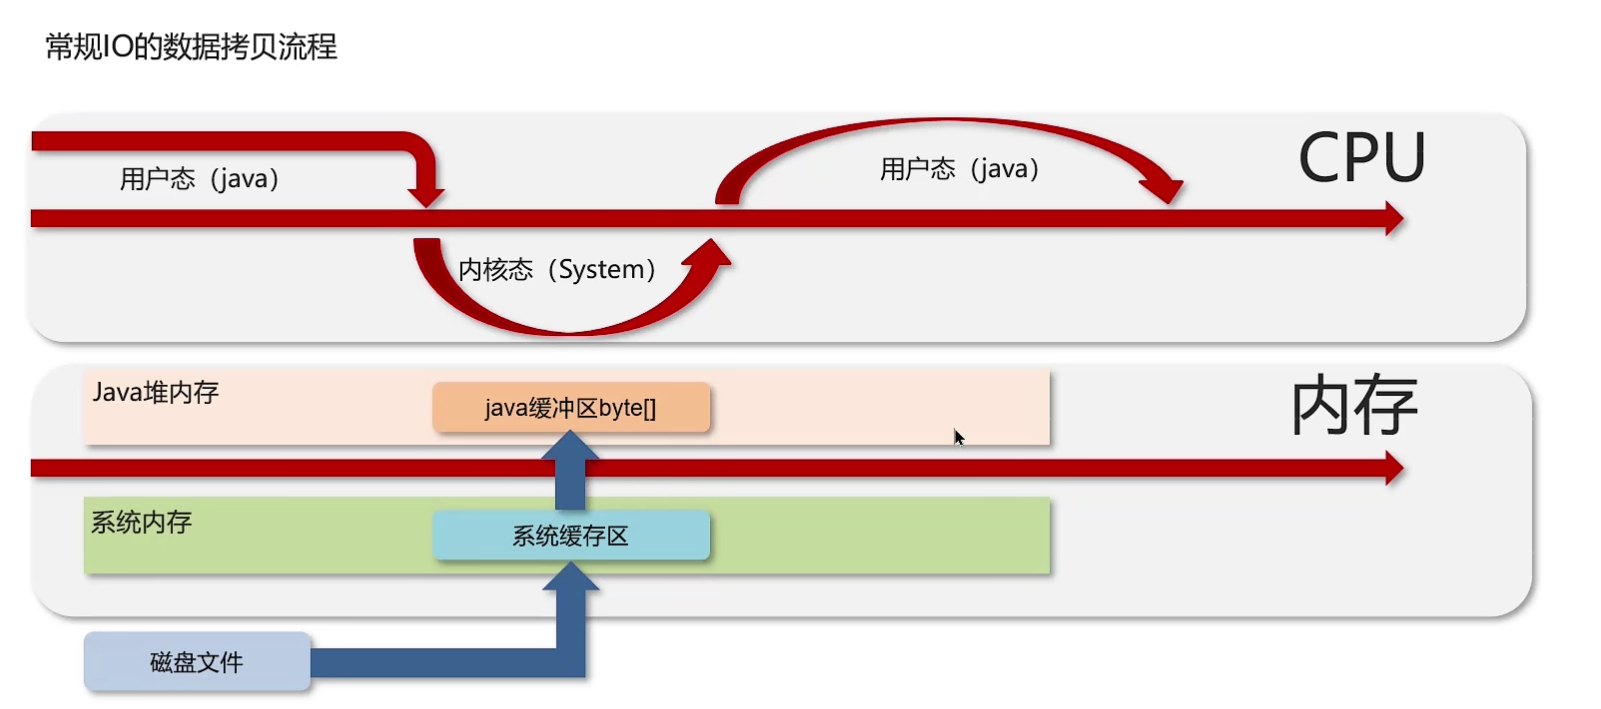 常规IO的数据拷贝流程
CPU
用户态（java）
用户态（java）
内核态（System）
Java堆内存
java缓冲区byte[]
内存
系统内存
系统缓存区
磁盘文件